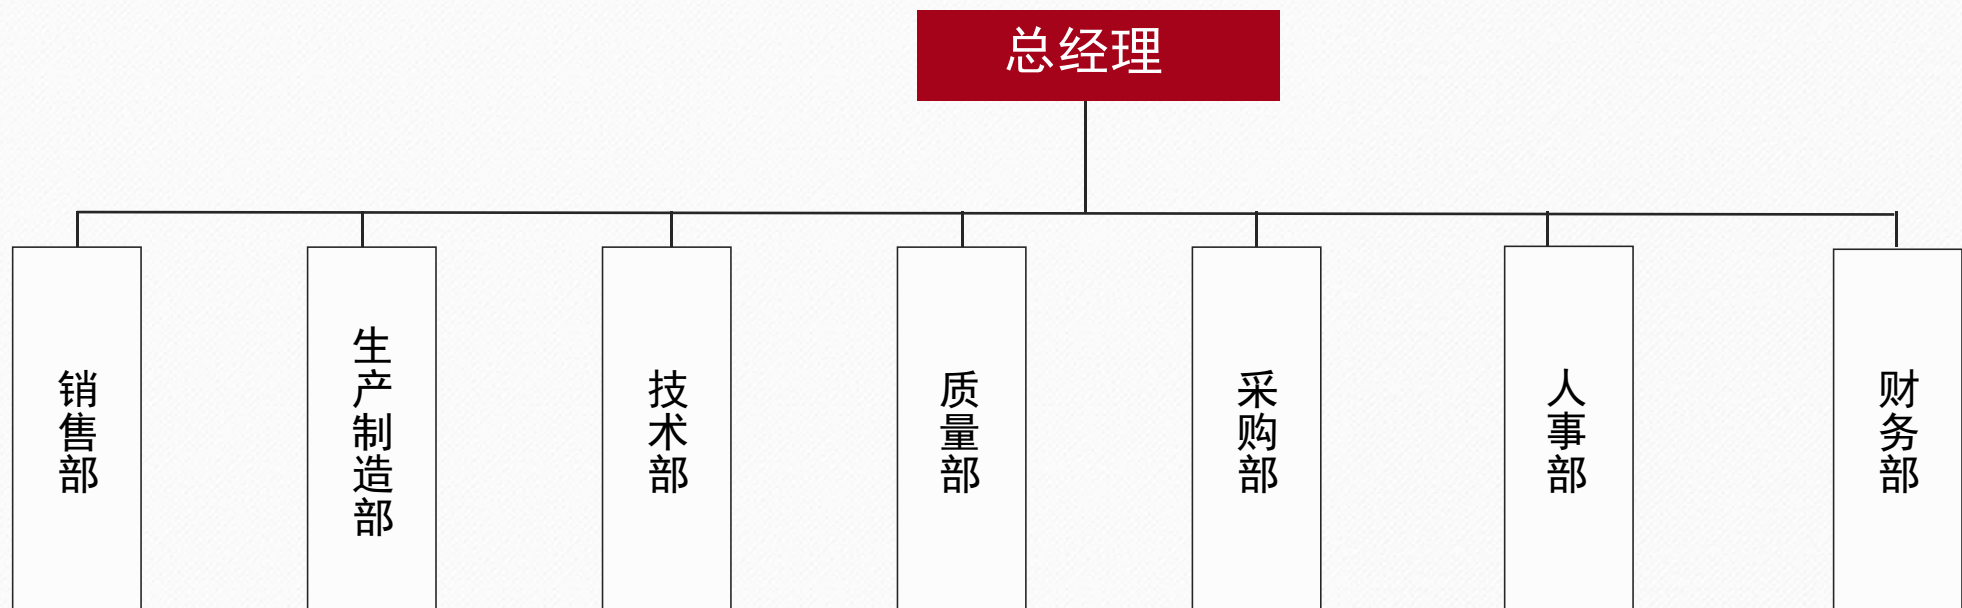 总经理
销售部
生产制造部
技术部
质量部
采购部
人事部
财务部